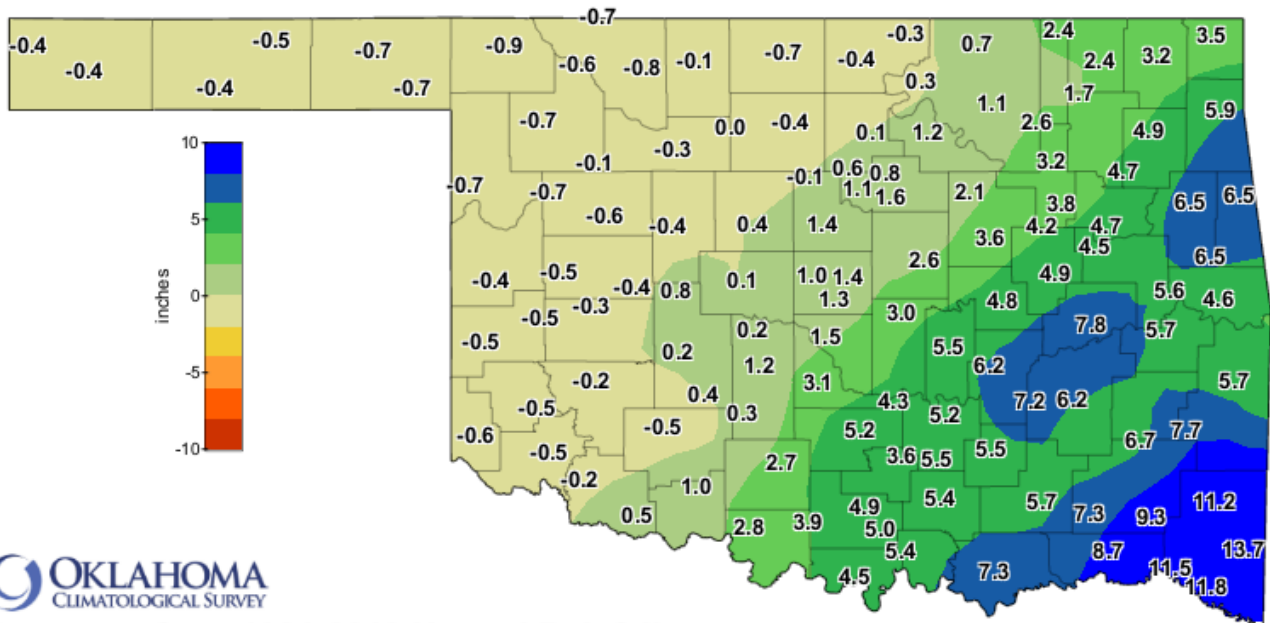 -0.7
-0.4 -0.5 -0.7 -0.9 -0.3 0.7 2.4 3.5
-0.4 -0.6 -0.8 -0.1 -0.7 -0.4 2.4 3.2
-0.4 -0.7 0.3 1.7
1.1 5.9
-0.7 0.0 -0.4 0.1 1.2 2.6 4.9
10
-0.1 -0.3 3.2
-0.7 -0.7 -0.1 0.6 0.8 4.7
1.1 1.6 2.1 3.8 6.5 6.5
-0.6 -0.4 0.4 1.4 4.2 4.7
5
3.6 4.5
2.6 6.5
-0.4 -0.5 -0.4 0.8 0.1 1.0 1.4 4.9 5.6 4.6
0
inches
-0.5 -0.3 1.3 3.0 4.8
-0.5 0.2 1.5 7.8 5.7
0.2 5.5
-5
-0.2 1.2 3.1 6.2 5.7
-0.5 0.4 0.3 4.3 5.2 7.2 6.2
-0.6 -0.5 5.2 6.7 7.7
-10
-0.5 2.7 3.6 5.5 5.5
-0.2 1.0
0.5 2.8 3.9 4.9 5.4 5.7 7.3 9.3 11.2
5.0
5.4 8.7 13.7
4.5 7.3 11.5
11.8
OKLAHOMA
CLIMATOLOGICAL SURVEY